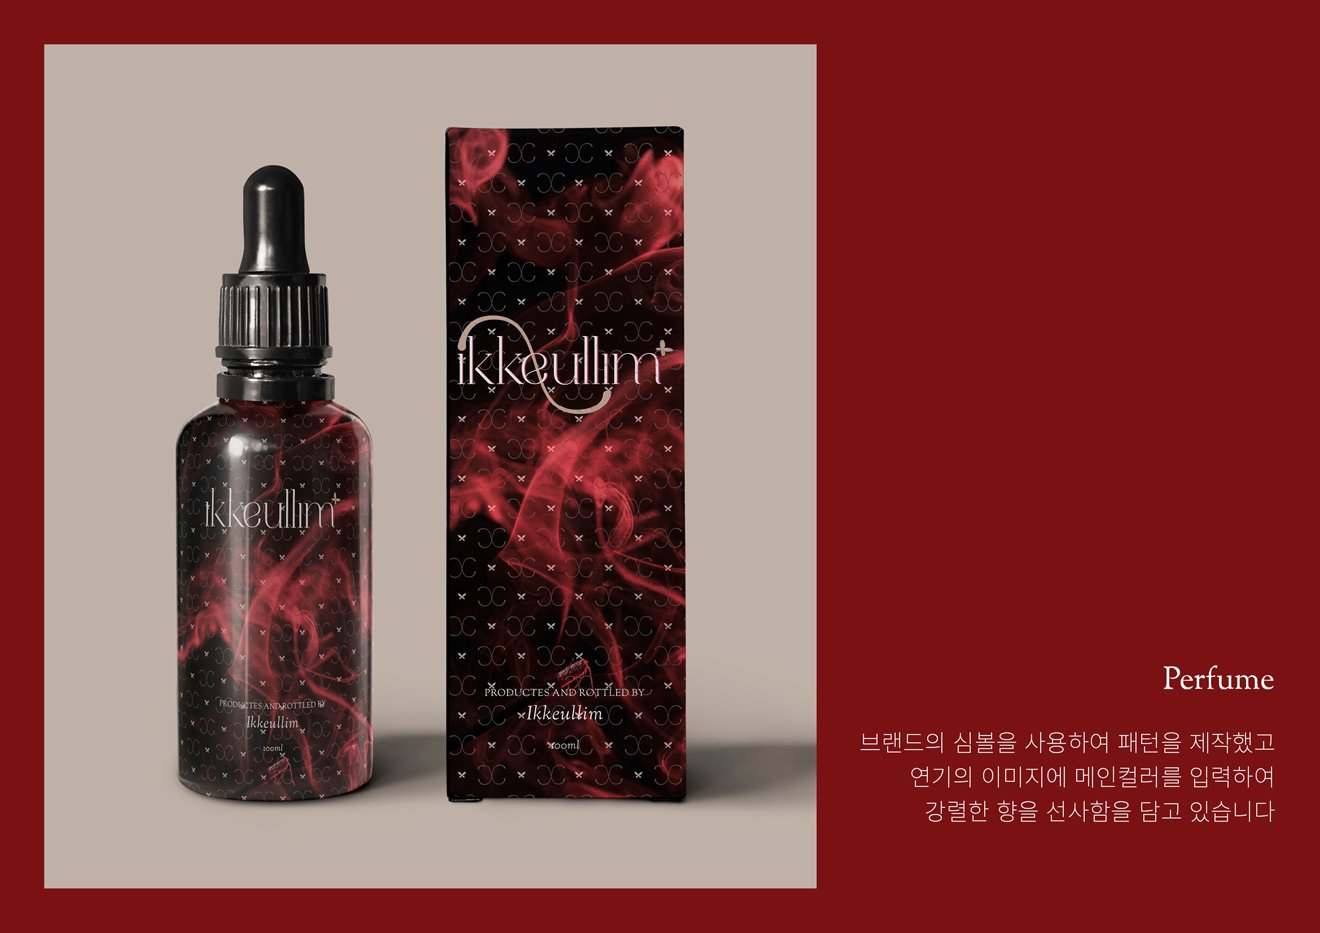 ikkeullim
PRODUCTES AND ROTTLED BY
Ikkeullim
100ml
ikkeullim
PRODUCTES AND ROTTLED BY
Ikkeullim
100ml
Perfume
브랜드의 심볼을 사용하여 패턴을 제작했고
연기의 이미지에 메인컬러를 입력하여
강렬한 향을 선사함을 담고 있습니다